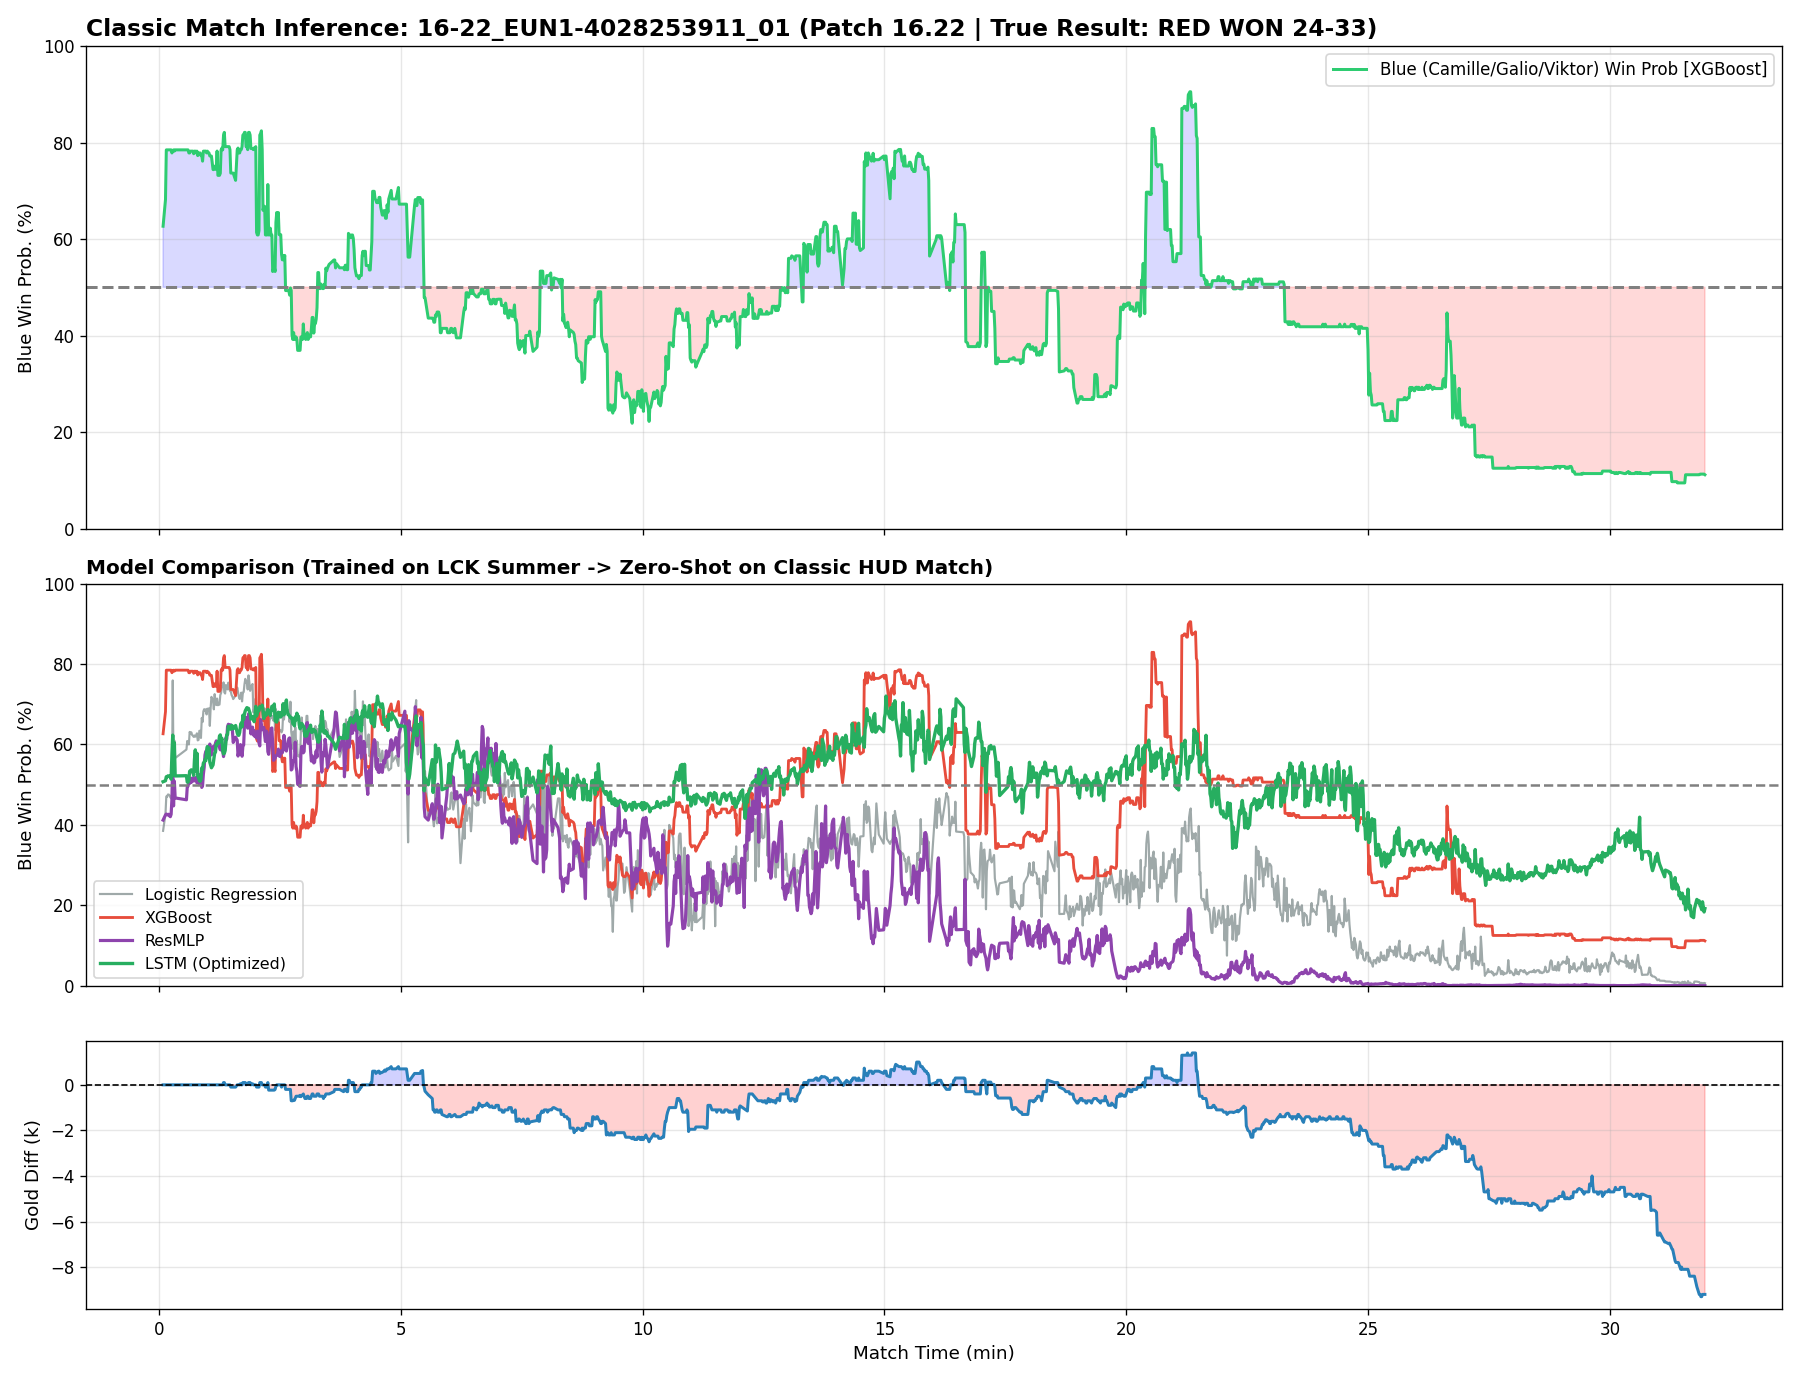 Classic Match Inference: 16-22_EUN1-4028253911_01 (Patch 16.22 | True Result: RED WON 24-33)
100
80
60
40
20
0
Blue Win Prob. (%)
Blue (Camille/Galio/Viktor) Win Prob [XGBoost]
Model Comparison (Trained on LCK Summer -> Zero-Shot on Classic HUD Match)
100
80
60
40
20
0
Blue Win Prob. (%)
Logistic Regression
XGBoost
ResMLP
LSTM (Optimized)
0
−2
−4
−6
−8
Gold Diff (k)
0 5 10 15 20 25 30
Match Time (min)